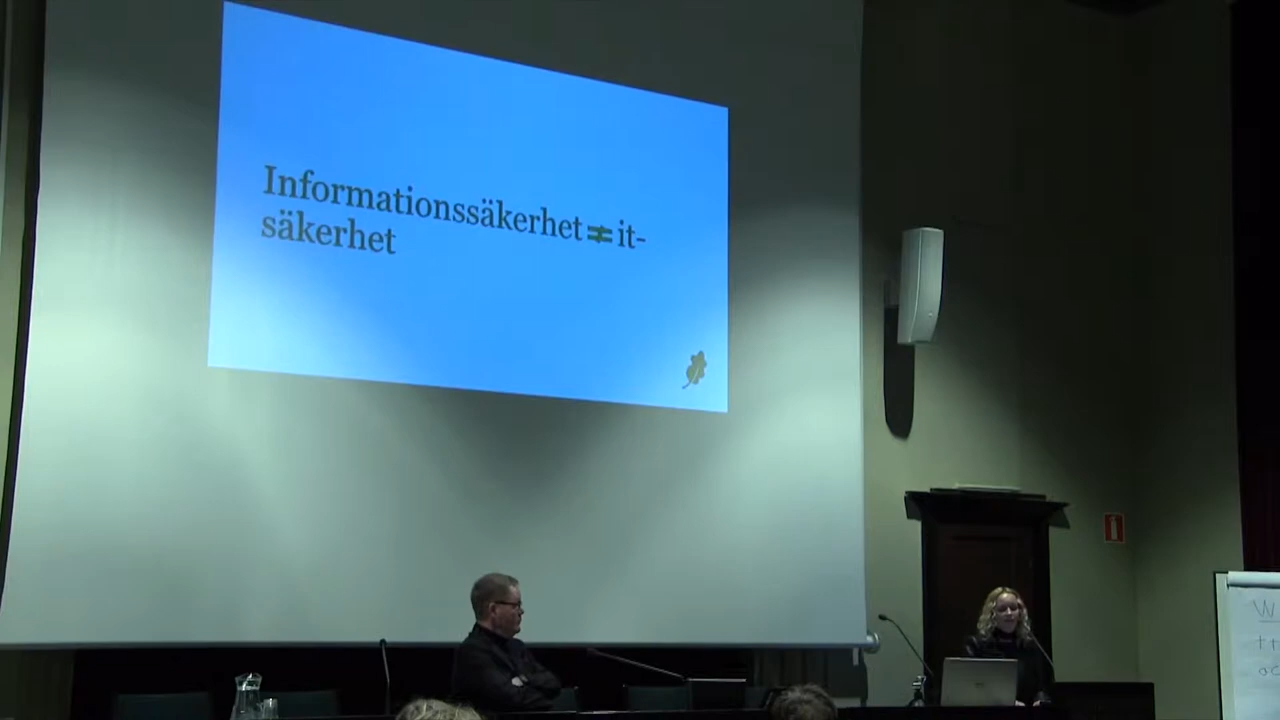 Informationssäkerhet ≠ it-
säkerhet